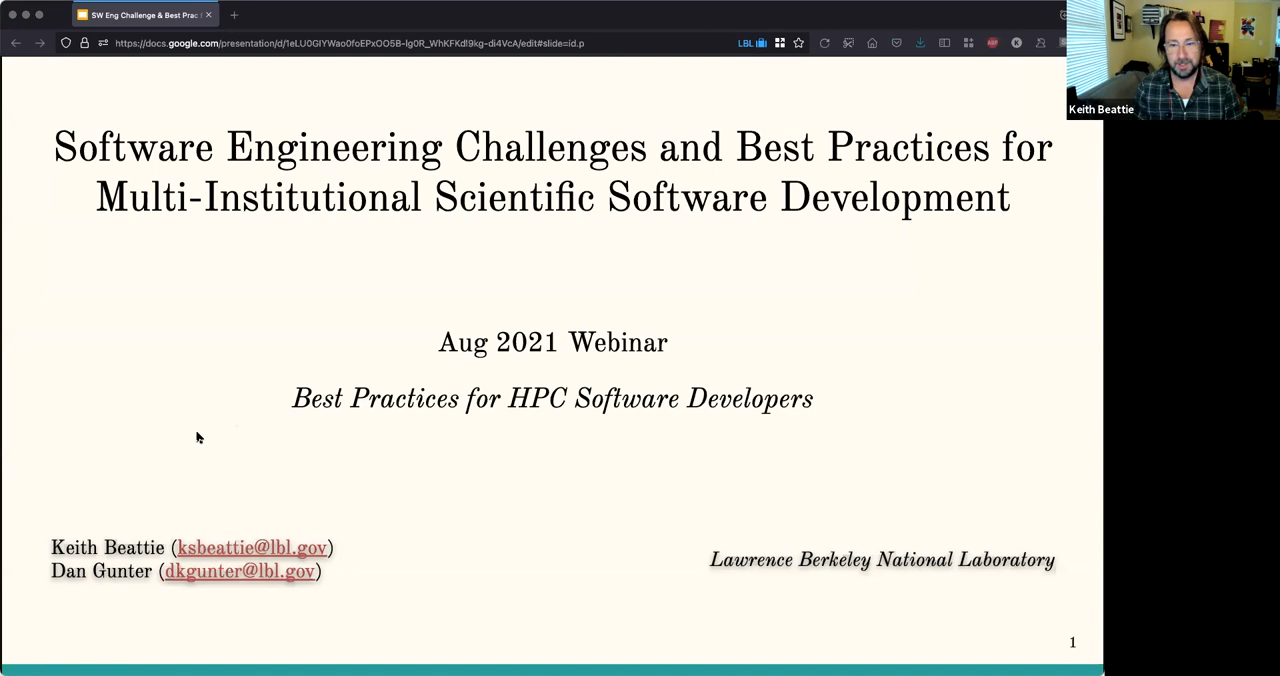 SW Eng Challenge & Best Prac
https://docs.google.com/presentation/d/1eLU0GIYWao0foEPxOO5B-Ig0R_WhKFKdl9kg-di4VcA/edit#slide=id.p
LBL
ABP
K
Keith Beattie
Software Engineering Challenges and Best Practices for
Multi-Institutional Scientific Software Development
Aug 2021 Webinar
Best Practices for HPC Software Developers
Keith Beattie (ksbeattie@lbl.gov)
Dan Gunter (dkgunter@lbl.gov)
Lawrence Berkeley National Laboratory
1